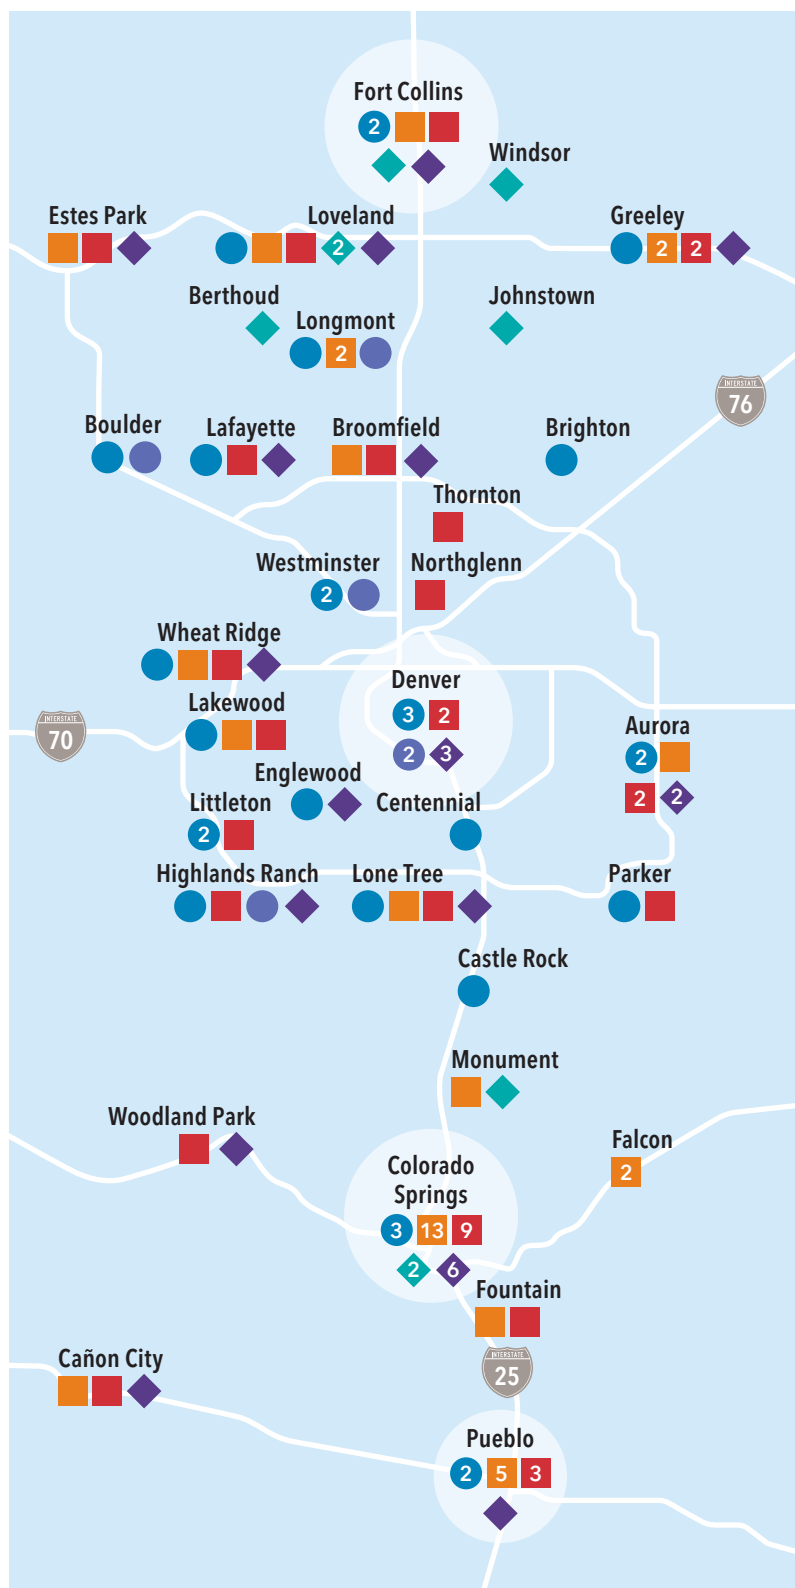 Fort Collins
2
Windsor
Estes Park
Loveland
2
Greeley
2 2
Berthoud
Johnstown
Longmont
2
INTERSTATE
76
Boulder
Lafayette
Broomfield
Brighton
Thornton
Westminster
2
Northglenn
Wheat Ridge
Denver
3 2
2 3
Lakewood
INTERSTATE
70
Aurora
2
2 2
Englewood
Littleton
2
Centennial
Highlands Ranch
Lone Tree
Parker
Castle Rock
Monument
Woodland Park
Falcon
2
Colorado
Springs
3 13 9
2 6
Fountain
INTERSTATE
25
Cañon City
Pueblo
2 5 3